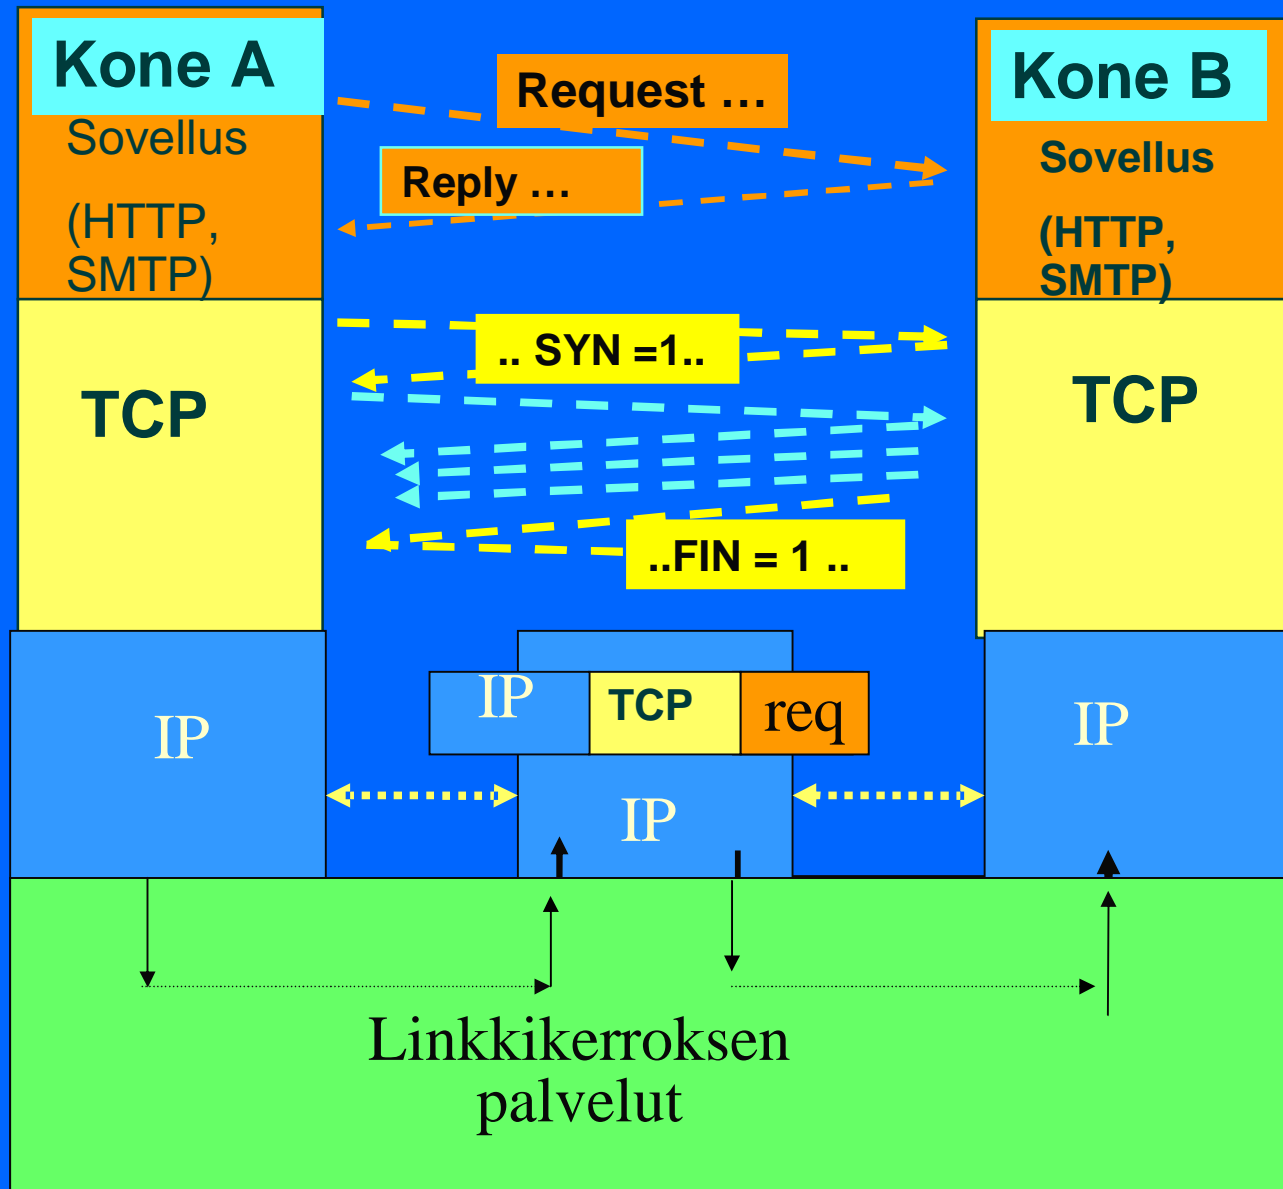 Kone A
Sovellus
(HTTP,
SMTP)
Request …
Reply …
Kone B
Sovellus
(HTTP,
SMTP)
TCP
.. SYN =1..
..FIN = 1 ..
TCP
IP
IP TCP req
IP
IP
Linkkikerroksen
palvelut